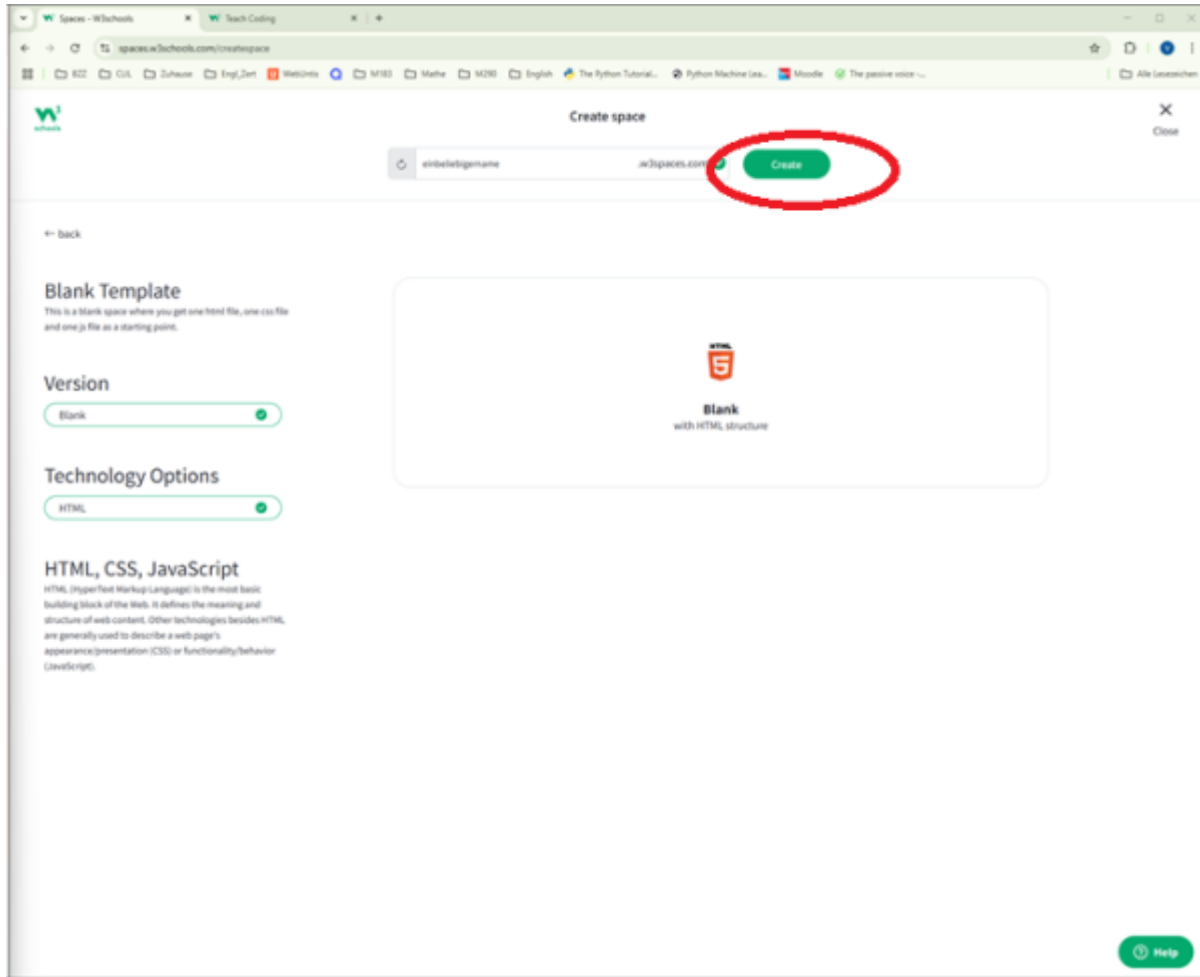 Spaces - W3schools
Teach Coding
spaces.w3schools.com/createspace
BZZ CUL Zuhause Engl_Zert WebUntis M183 Mathe M290 English The Python Tutorial... Python Machine Lea... Moodle The passive voice -... Alle Lesezeichen
W3
schools
Create space
Close
einbeliebigername .w3spaces.com Create
← back
Blank Template
This is a blank space where you get one html file, one css file
and one js file as a starting point.
HTML
5
Blank
with HTML structure
Version
Blank
Technology Options
HTML
HTML, CSS, JavaScript
HTML (HyperText Markup Language) is the most basic
building block of the Web. It defines the meaning and
structure of web content. Other technologies besides HTML
are generally used to describe a web page's
appearance/presentation (CSS) or functionality/behavior
(JavaScript).
Help